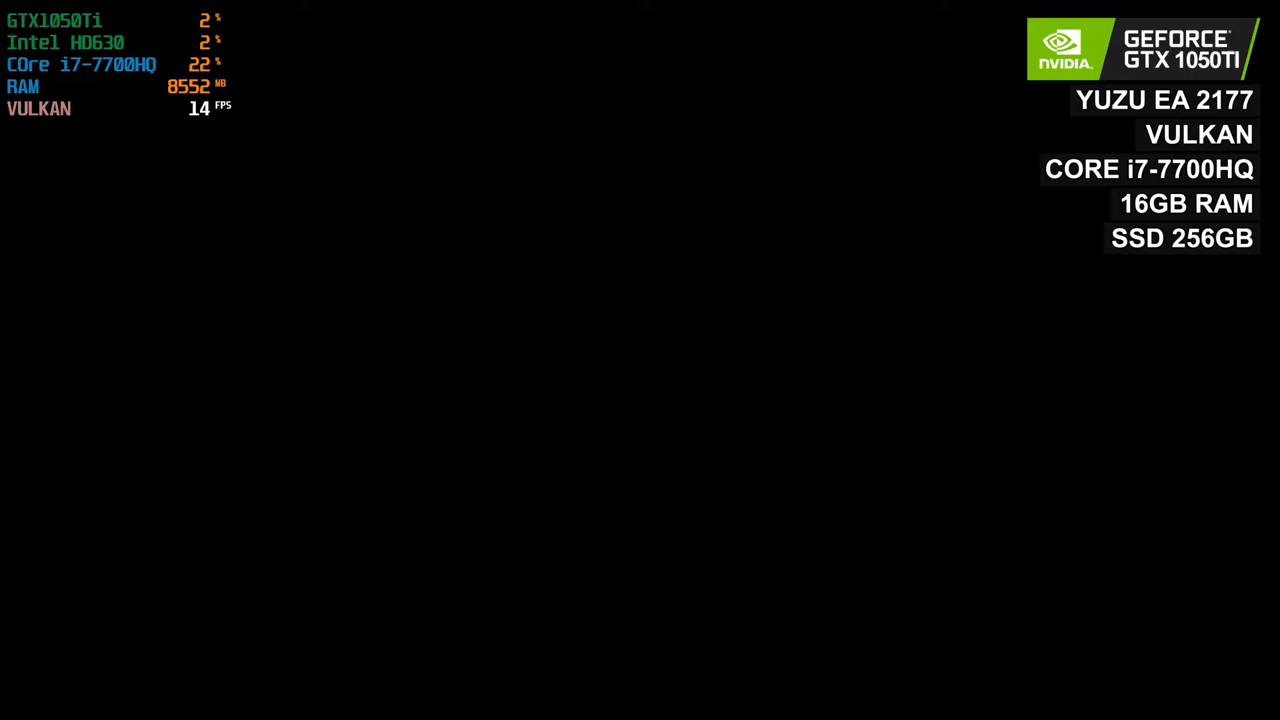 GTX1050Ti 2 %
Intel HD630 2 %
COre i7-7700HQ 22 %
RAM 8552 MB
VULKAN 14 FPS
NVIDIA. GEFORCE GTX 1050TI
YUZU EA 2177
VULKAN
CORE i7-7700HQ
16GB RAM
SSD 256GB